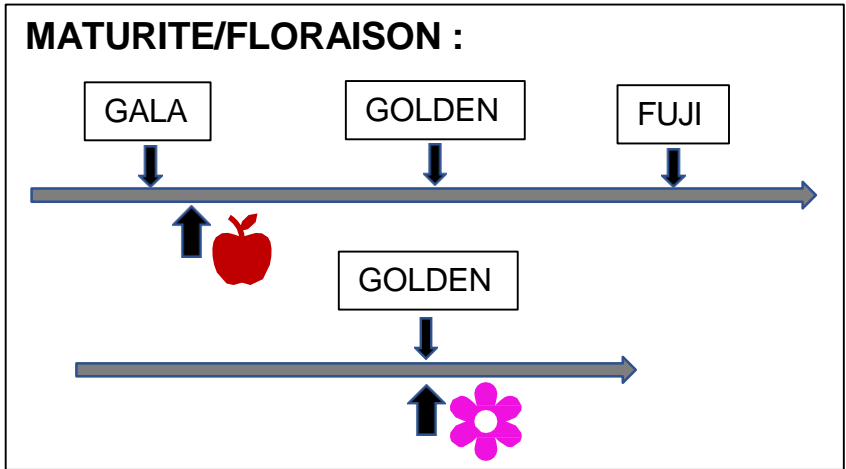 MATURITE/FLORAISON :
GALA
GOLDEN
FUJI
GOLDEN